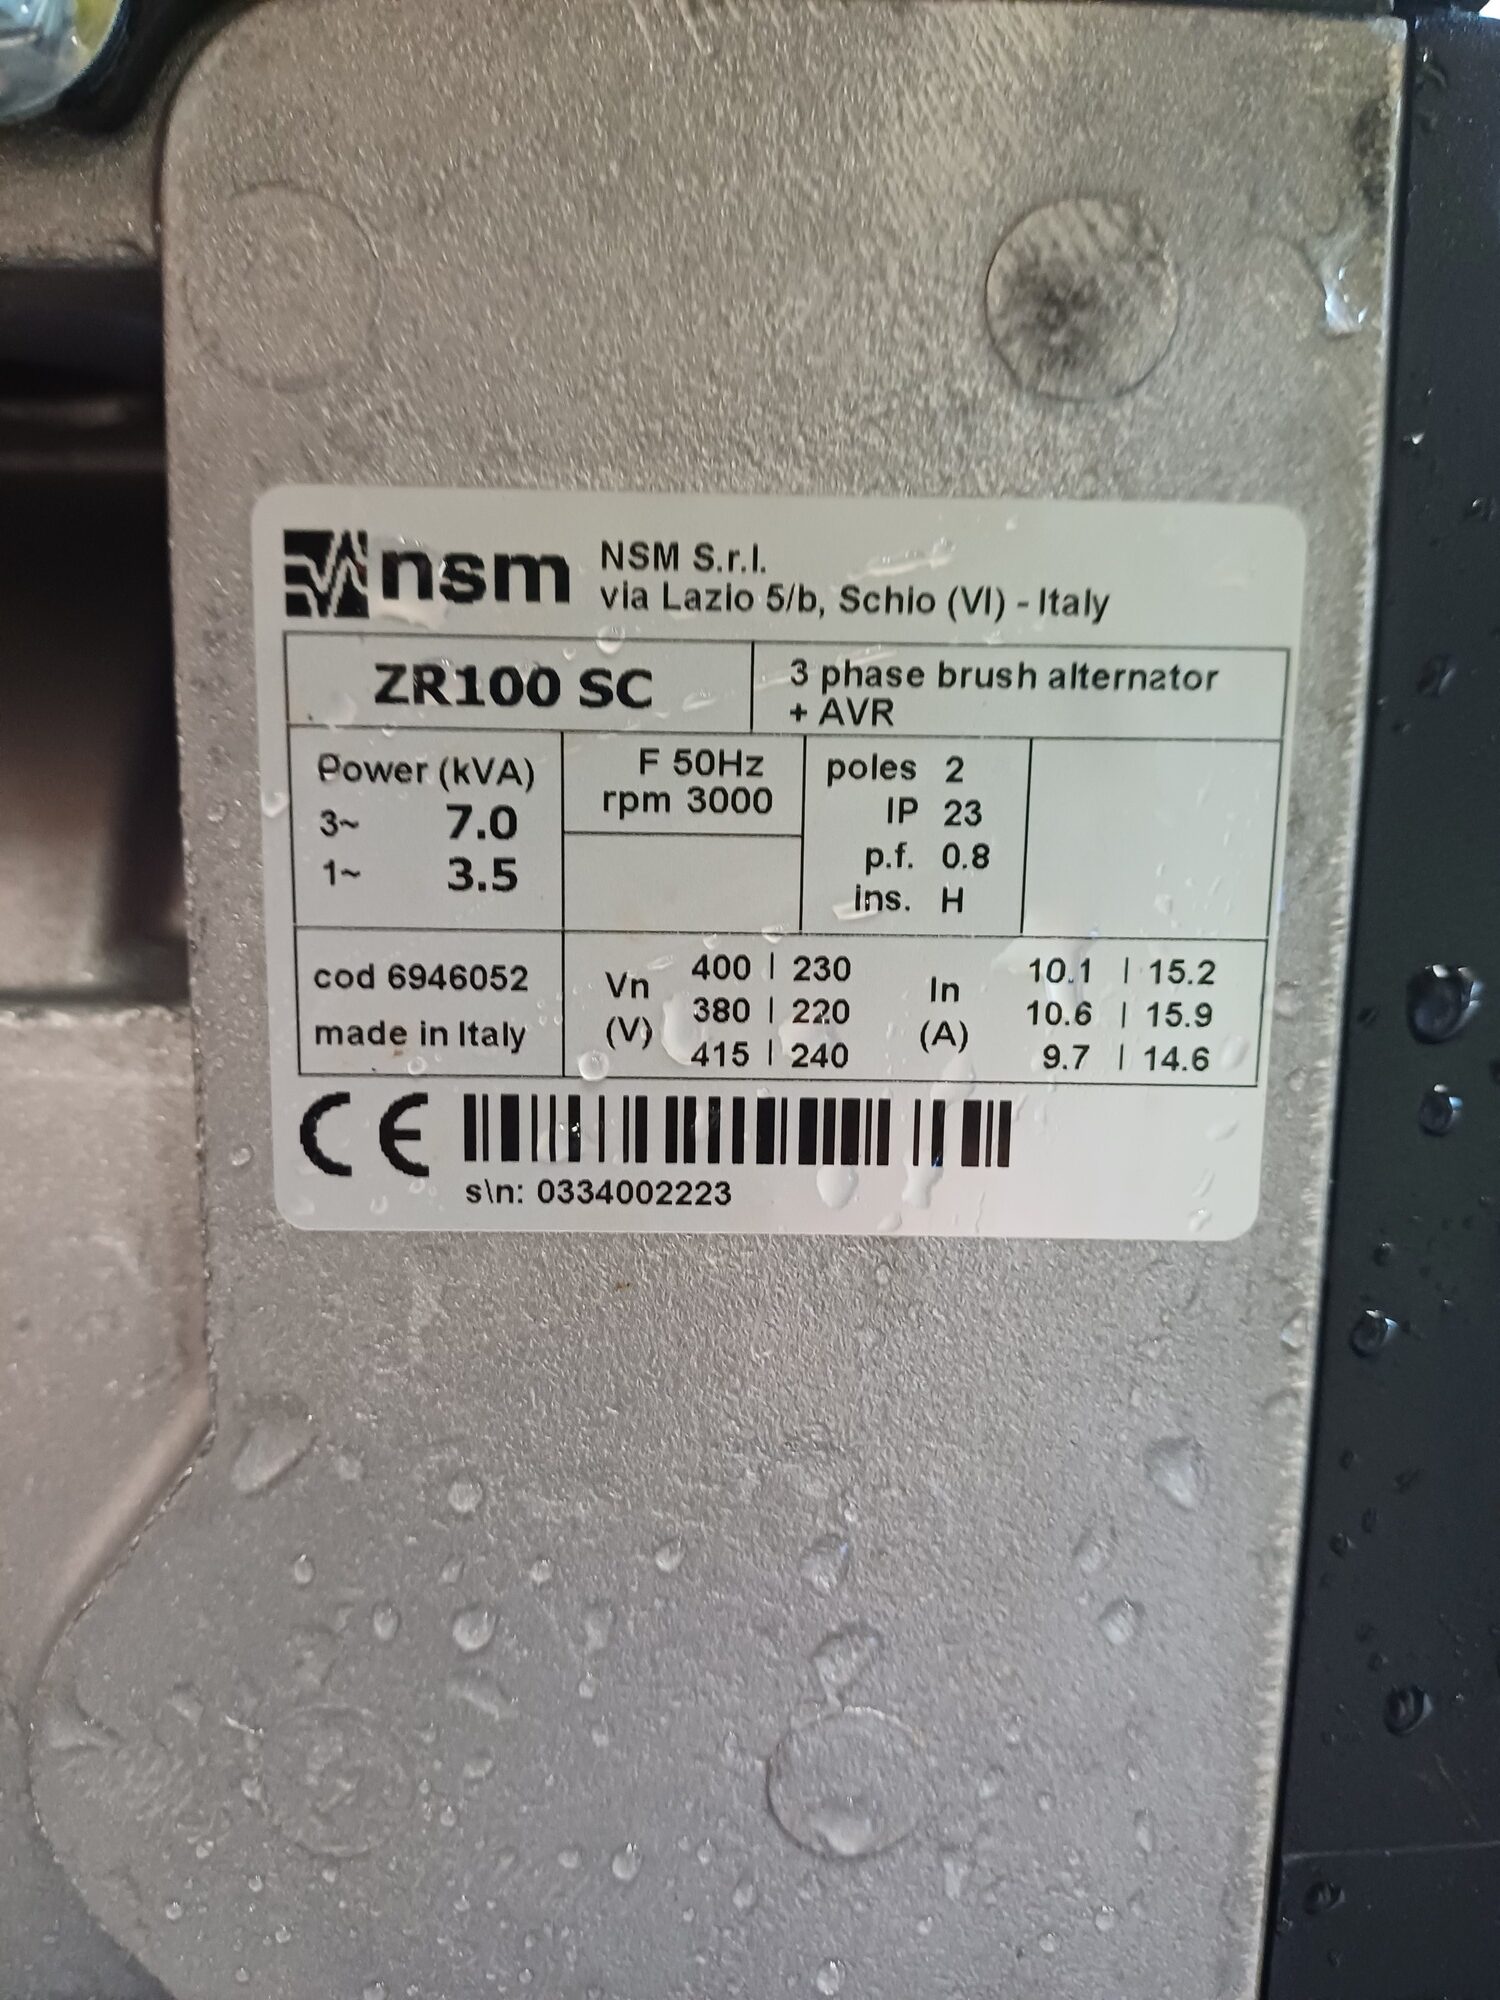 nsm
NSM S.r.l.
via Lazio 5/b, Schio (VI) - Italy
ZR100 SC
3 phase brush alternator
+ AVR
Power (kVA)
3~ 7.0
1~ 3.5
F 50Hz
rpm 3000
poles 2
IP 23
p.f. 0.8
ins. H
cod 6946052
made in Italy
Vn
(V)
400 | 230
380 | 220
415 | 240
In
(A)
10.1 | 15.2
10.6 | 15.9
9.7 | 14.6
CE
s\n: 0334002223